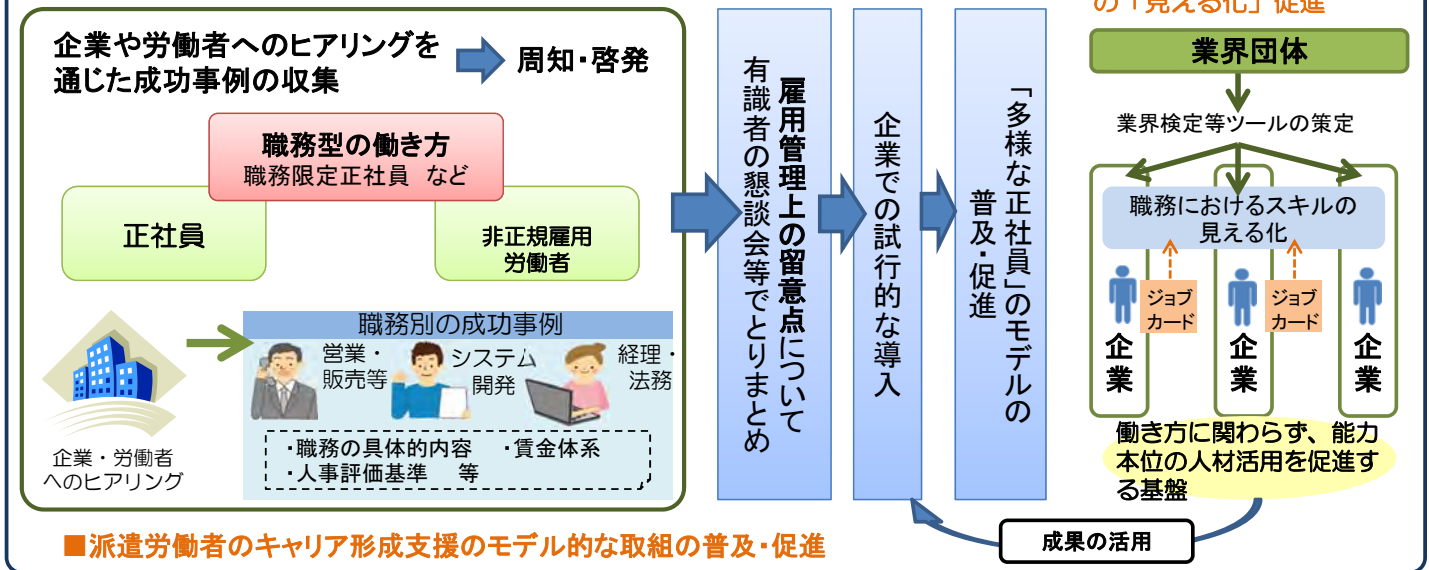 の「見える化」促進
企業や労働者へのヒアリングを
通じた成功事例の収集
周知・啓発
職務型の働き方
職務限定正社員 など
正社員
非正規雇用
労働者
職務別の成功事例
営業・
販売等
システム
開発
経理・
法務
・職務の具体的内容 ・賃金体系
・人事評価基準 等
企業・労働者
へのヒアリング
雇用管理上の留意点について
有識者の懇談会等でとりまとめ
企業での試行的な導入
「多様な正社員」のモデルの
普及・促進
業界団体
業界検定等ツールの策定
職務におけるスキルの
見える化
ジョブ
カード
ジョブ
カード
企業
企業
企業
働き方に関わらず、能力
本位の人材活用を促進す
る基盤
成果の活用
■派遣労働者のキャリア形成支援のモデル的な取組の普及・促進